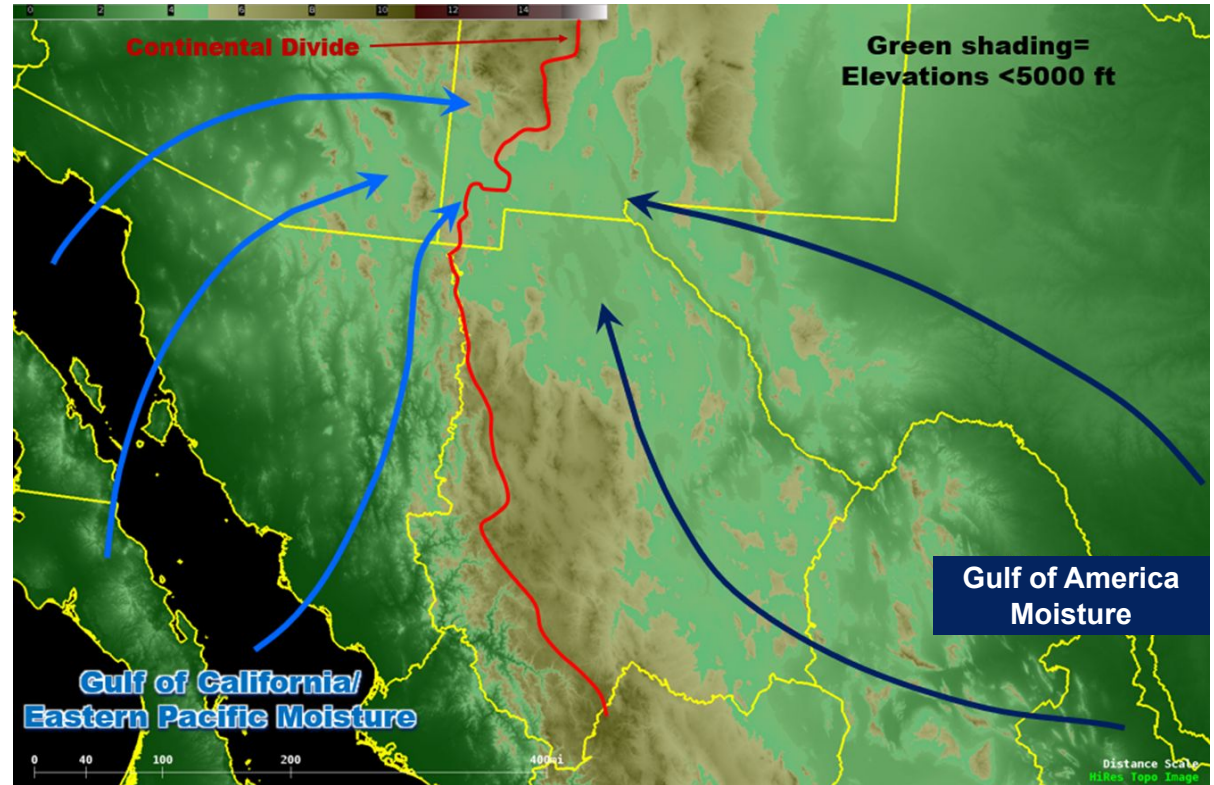 0 2 4 6 8 10 12 14
Continental Divide
Green shading=
Elevations <5000 ft
Gulf of America
Moisture
Gulf of California/
Eastern Pacific Moisture
0 40 100 200 400mi
Distance Scale
HiRes Topo Image